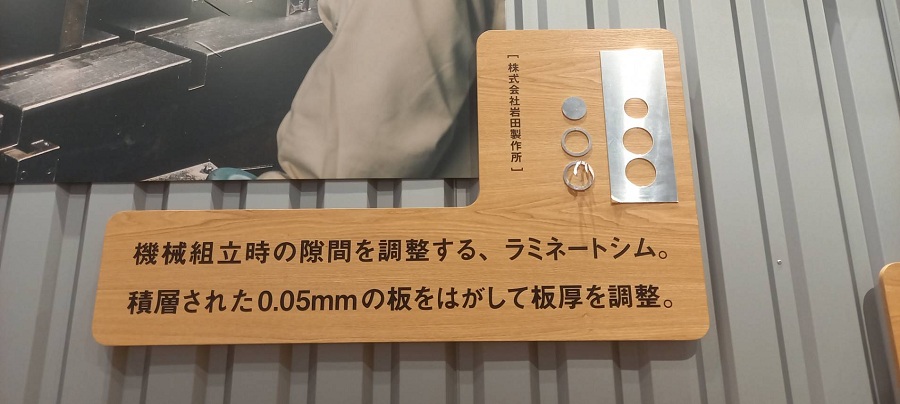 [株式会社岩田製作所]
機械組立時の隙間を調整する、ラミネートシム。
積層された0.05mmの板をはがして板厚を調整。